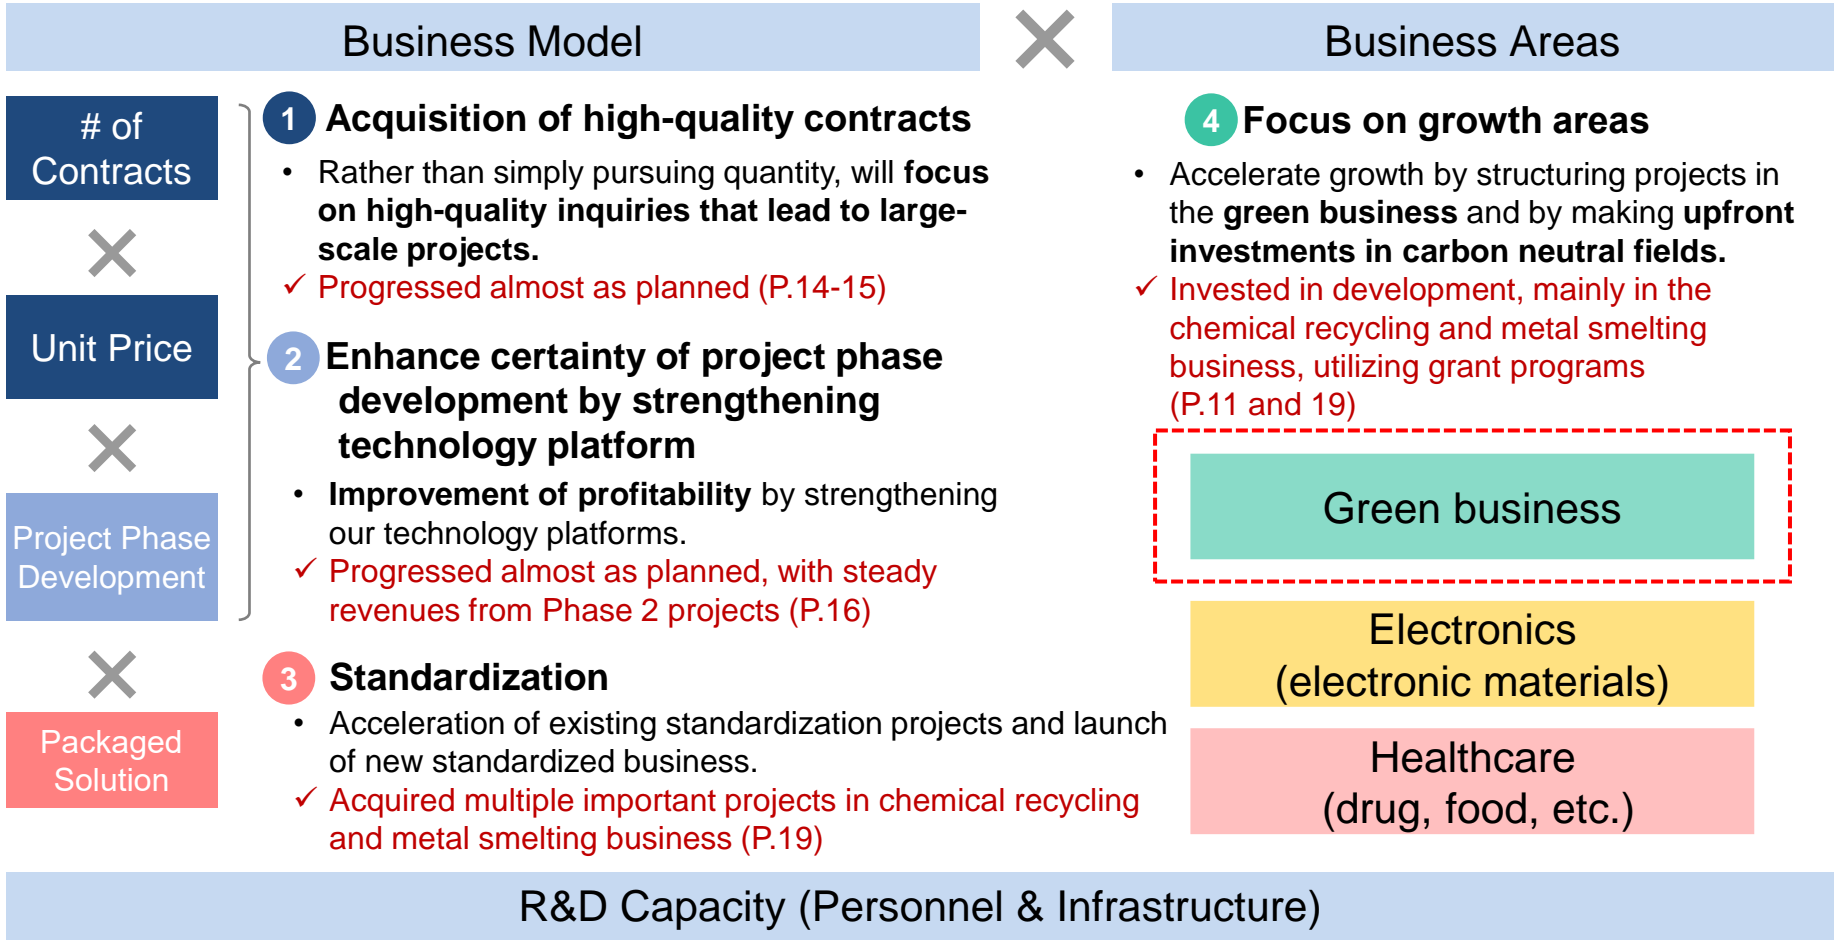 Business Model
Business Areas
# of
Contracts
Unit Price
Project Phase
Development
Packaged
Solution
1 Acquisition of high-quality contracts
• Rather than simply pursuing quantity, will focus
on high-quality inquiries that lead to large-
scale projects.
✓ Progressed almost as planned (P.14-15)
2 Enhance certainty of project phase
development by strengthening
technology platform
• Improvement of profitability by strengthening
our technology platforms.
✓ Progressed almost as planned, with steady
revenues from Phase 2 projects (P.16)
3 Standardization
• Acceleration of existing standardization projects and launch
of new standardized business.
✓ Acquired multiple important projects in chemical recycling
and metal smelting business (P.19)
4 Focus on growth areas
• Accelerate growth by structuring projects in
the green business and by making upfront
investments in carbon neutral fields.
✓ Invested in development, mainly in the
chemical recycling and metal smelting
business, utilizing grant programs
(P.11 and 19)
Green business
Electronics
(electronic materials)
Healthcare
(drug, food, etc.)
R&D Capacity (Personnel & Infrastructure)